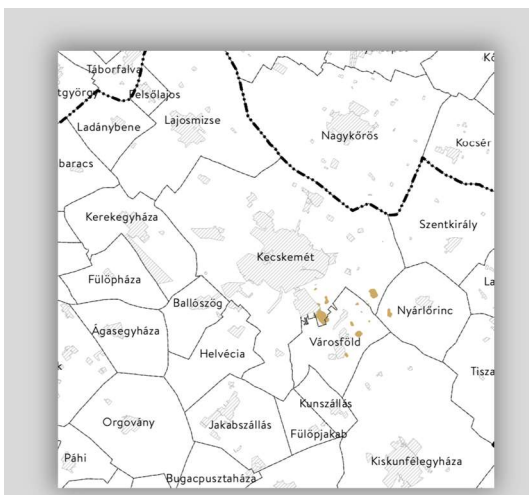 Táborfalva
Felsőlajos
Ladánybene
Lajosmizse
Nagykőrös
Kocsér
Kerekegyháza
Szentkirály
Kecskemét
Fülöpháza
Ballószög
Nyárlőrinc
Ágasegyháza
Városföld
Helvécia
Tisza
Kunszállás
Orgovány
Jakabszállás
Fülöpjakab
Páhi
Kiskunfélegyháza
Bugacpusztaháza